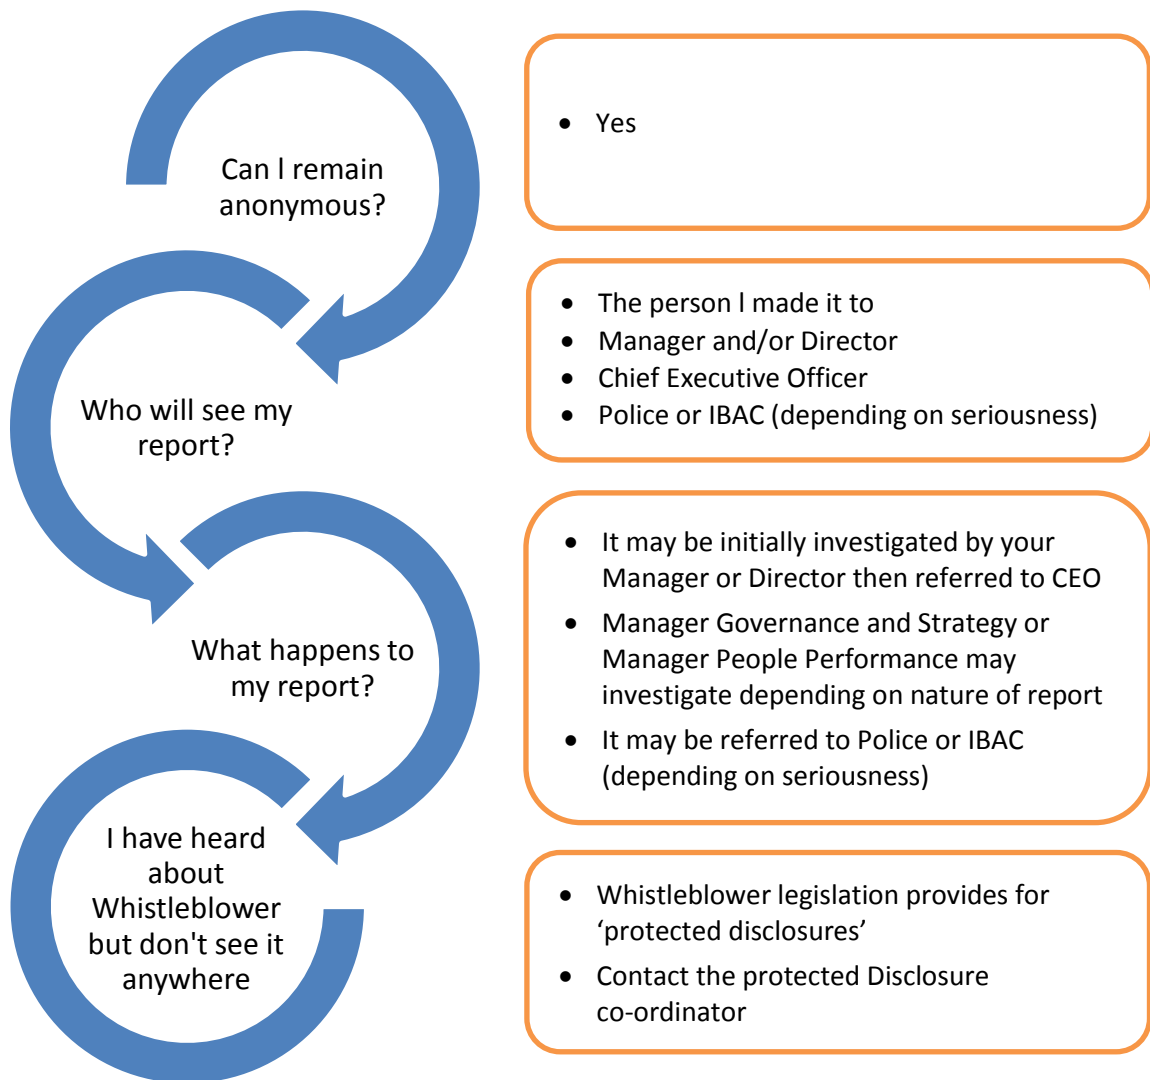 Can I remain
anonymous?
• Yes
Who will see my
report?
• The person I made it to
• Manager and/or Director
• Chief Executive Officer
• Police or IBAC (depending on seriousness)
What happens to
my report?
• It may be initially investigated by your
Manager or Director then referred to CEO
• Manager Governance and Strategy or
Manager People Performance may
investigate depending on nature of report
• It may be referred to Police or IBAC
(depending on seriousness)
I have heard
about
Whistleblower
but don't see it
anywhere
• Whistleblower legislation provides for
‘protected disclosures’
• Contact the protected Disclosure
co-ordinator